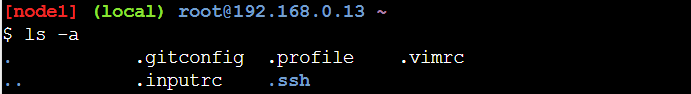 [node1] (local) root@192.168.0.13 ~
$ ls -a
. .gitconfig .profile .vimrc
.. .inputrc .ssh